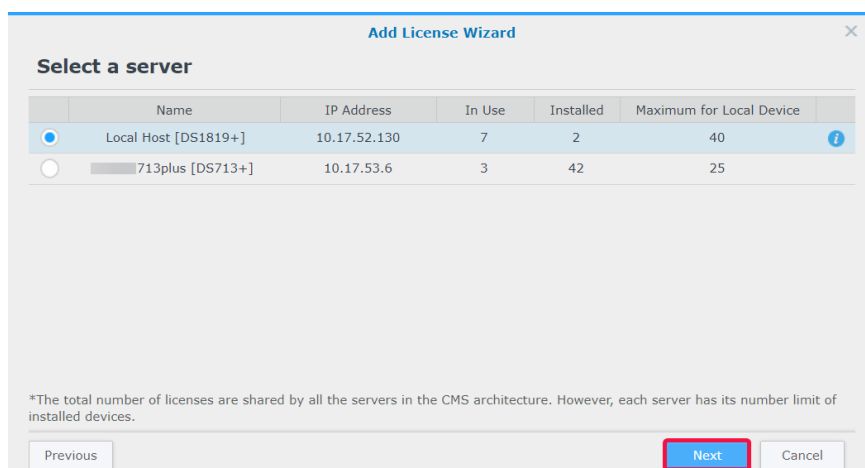 Add License Wizard
Select a server
Name IP Address In Use Installed Maximum for Local Device
Local Host [DS1819+] 10.17.52.130 7 2 40
713plus [DS713+] 10.17.53.6 3 42 25
*The total number of licenses are shared by all the servers in the CMS architecture. However, each server has its number limit of
installed devices.
Previous Next Cancel